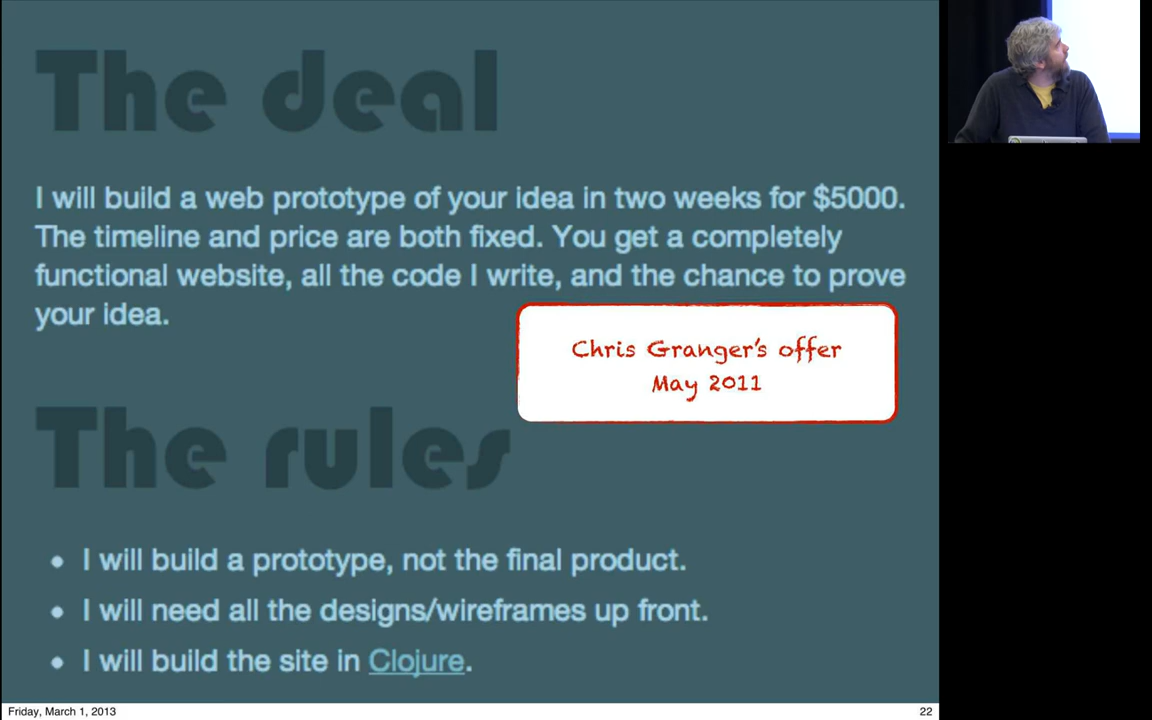 The deal
I will build a web prototype of your idea in two weeks for $5000.
The timeline and price are both fixed. You get a completely
functional website, all the code I write, and the chance to prove
your idea.
Chris Granger's offer
May 2011
The rules
• I will build a prototype, not the final product.
• I will need all the designs/wireframes up front.
• I will build the site in Clojure.
Friday, March 1, 2013
22